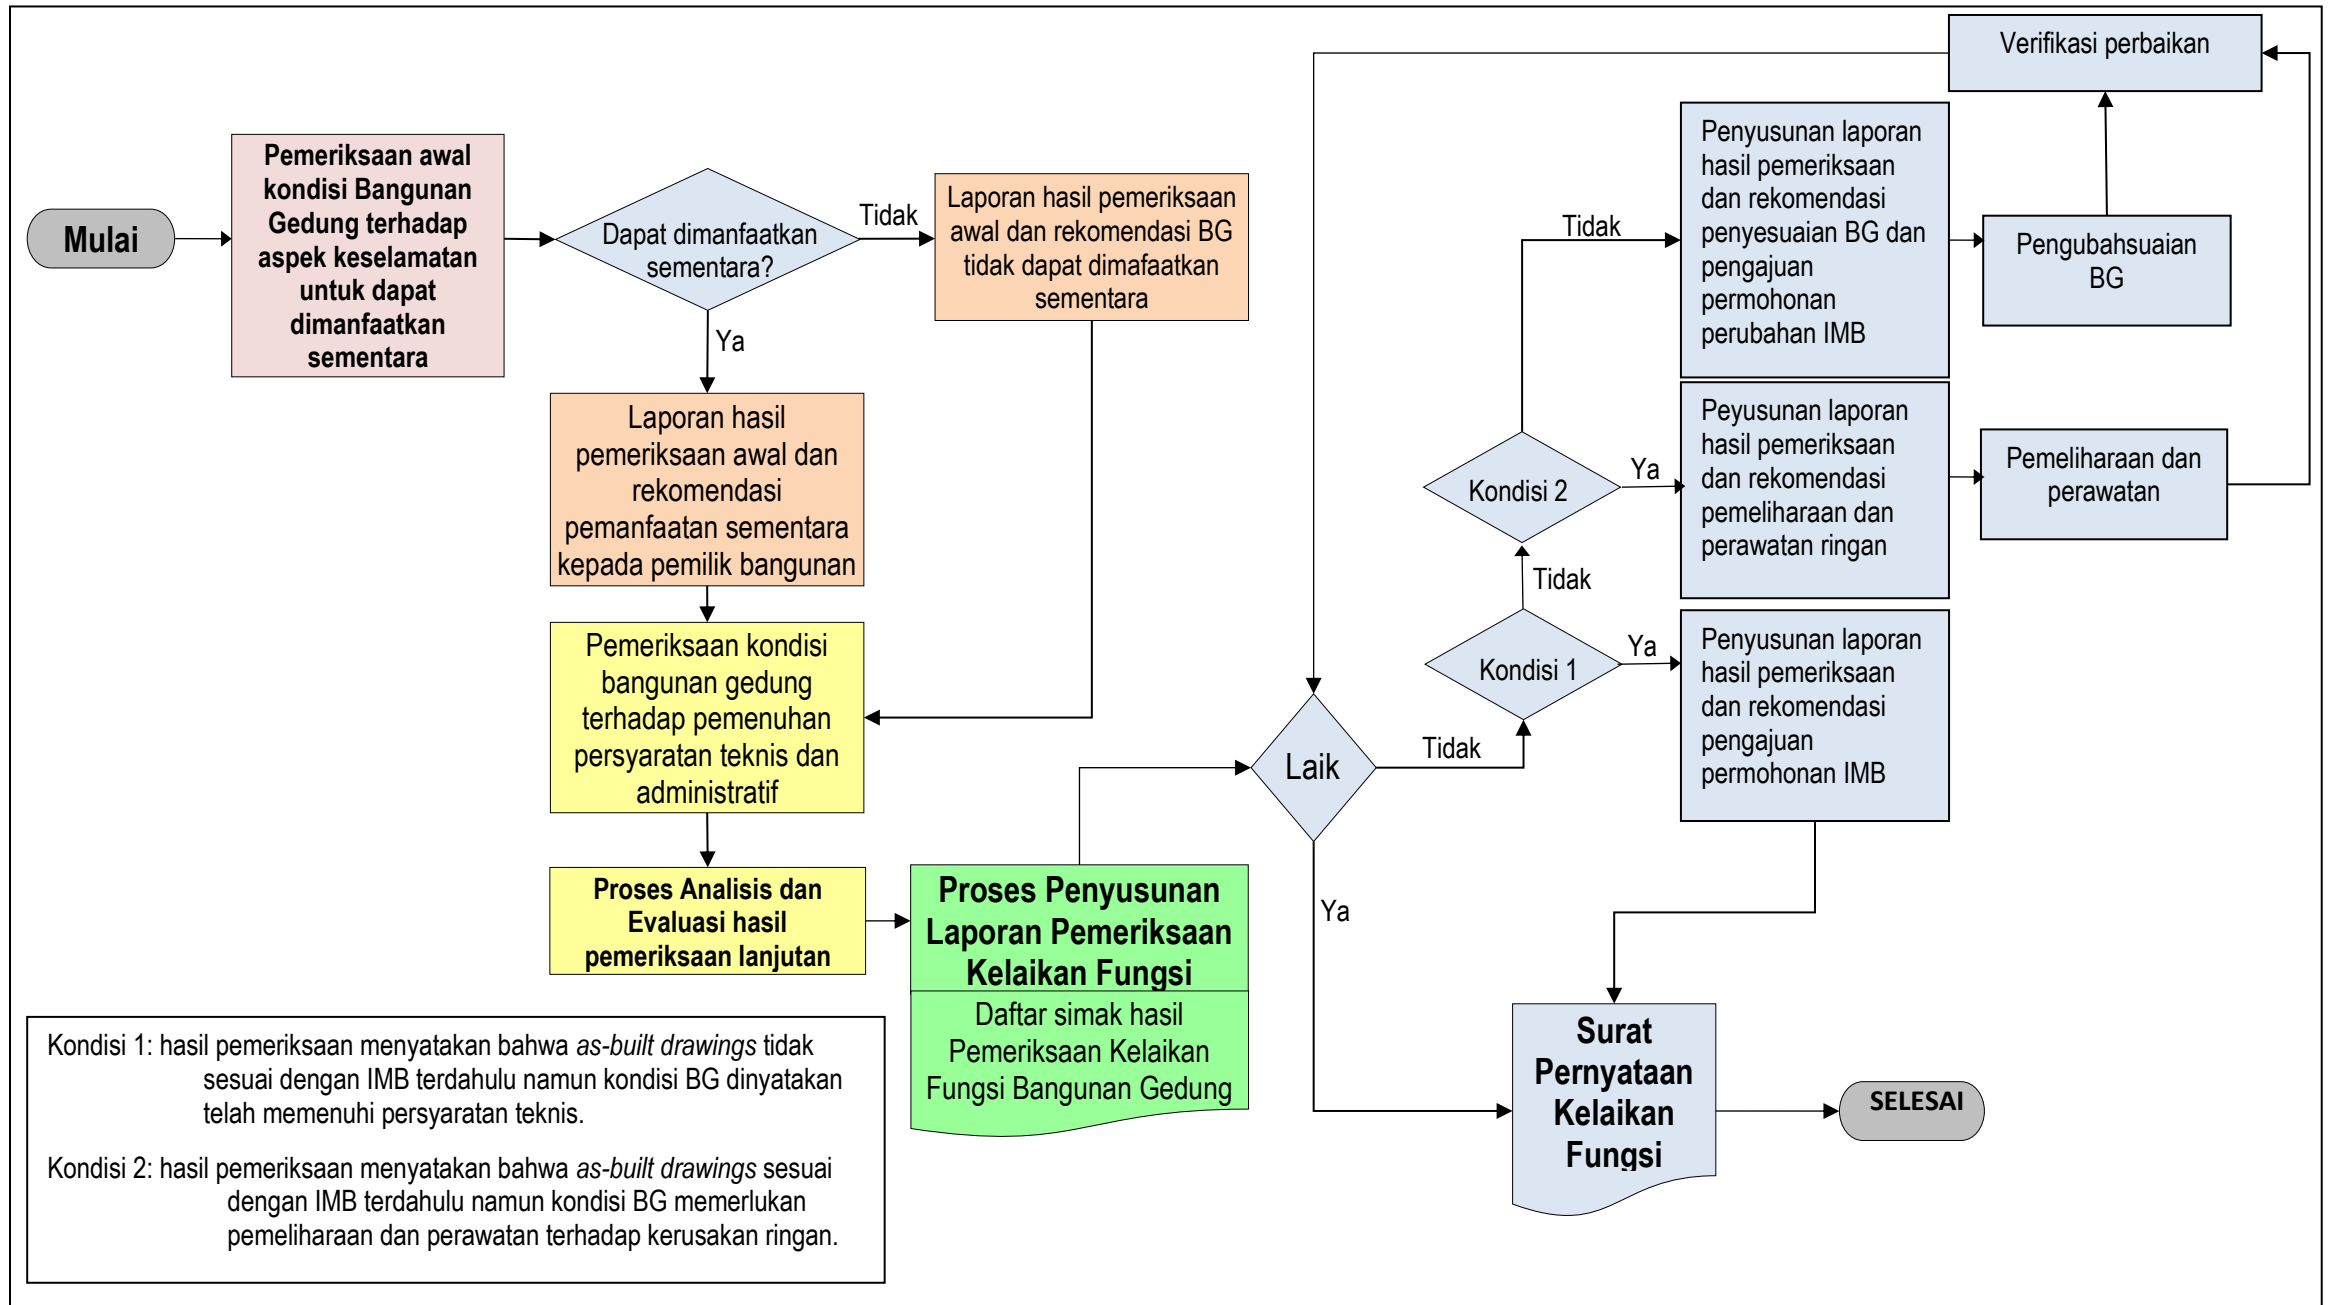 Mulai
Pemeriksaan awal
kondisi Bangunan
Gedung terhadap
aspek keselamatan
untuk dapat
dimanfaatkan
sementara
Dapat dimanfaatkan
sementara?
Tidak
Laporan hasil pemeriksaan
awal dan rekomendasi BG
tidak dapat dimafaatkan
sementara
Ya
Laporan hasil
pemeriksaan awal dan
rekomendasi
pemanfaatan sementara
kepada pemilik bangunan
Pemeriksaan kondisi
bangunan gedung
terhadap pemenuhan
persyaratan teknis dan
administratif
Proses Analisis dan
Evaluasi hasil
pemeriksaan lanjutan
Proses Penyusunan
Laporan Pemeriksaan
Kelaikan Fungsi
Daftar simak hasil
Pemeriksaan Kelaikan
Fungsi Bangunan Gedung
Laik
Tidak
Ya
Kondisi 1
Ya
Penyusunan laporan
hasil pemeriksaan
dan rekomendasi
pengajuan
permohonan IMB
Tidak
Kondisi 2
Ya
Peyusunan laporan
hasil pemeriksaan
dan rekomendasi
pemeliharaan dan
perawatan ringan
Pemeliharaan dan
perawatan
Tidak
Penyusunan laporan
hasil pemeriksaan
dan rekomendasi
penyesuaian BG dan
pengajuan
permohonan
perubahan IMB
Pengubahsuaian
BG
Verifikasi perbaikan
Surat
Pernyataan
Kelaikan
Fungsi
SELESAI
Kondisi 1: hasil pemeriksaan menyatakan bahwa as-built drawings tidak
sesuai dengan IMB terdahulu namun kondisi BG dinyatakan
telah memenuhi persyaratan teknis.
Kondisi 2: hasil pemeriksaan menyatakan bahwa as-built drawings sesuai
dengan IMB terdahulu namun kondisi BG memerlukan
pemeliharaan dan perawatan terhadap kerusakan ringan.